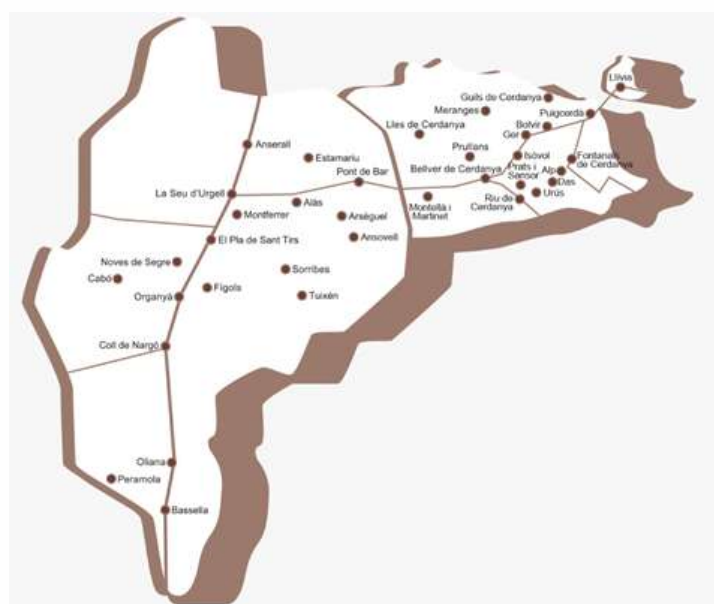 Llívia
Guils de Cerdanya
Meranges
Puigcerdà
Lles de Cerdanya
Bolvir
Ger
Anserall
Estamariu
Prullans
Isòvol
Fontanals
de Cerdanya
Pont de Bar
Bellver de Cerdanya
Prats i
Sansor
Alp
Das
La Seu d'Urgell
Urús
Alàs
Montellà i
Martinet
Riu de
Cerdanya
Montferrer
Arsèguel
El Pla de Sant Tirs
Ansovell
Noves de Segre
Sorribes
Cabó
Organyà
Fígols
Tuixén
Coll de Nargó
Oliana
Peramola
Bassella